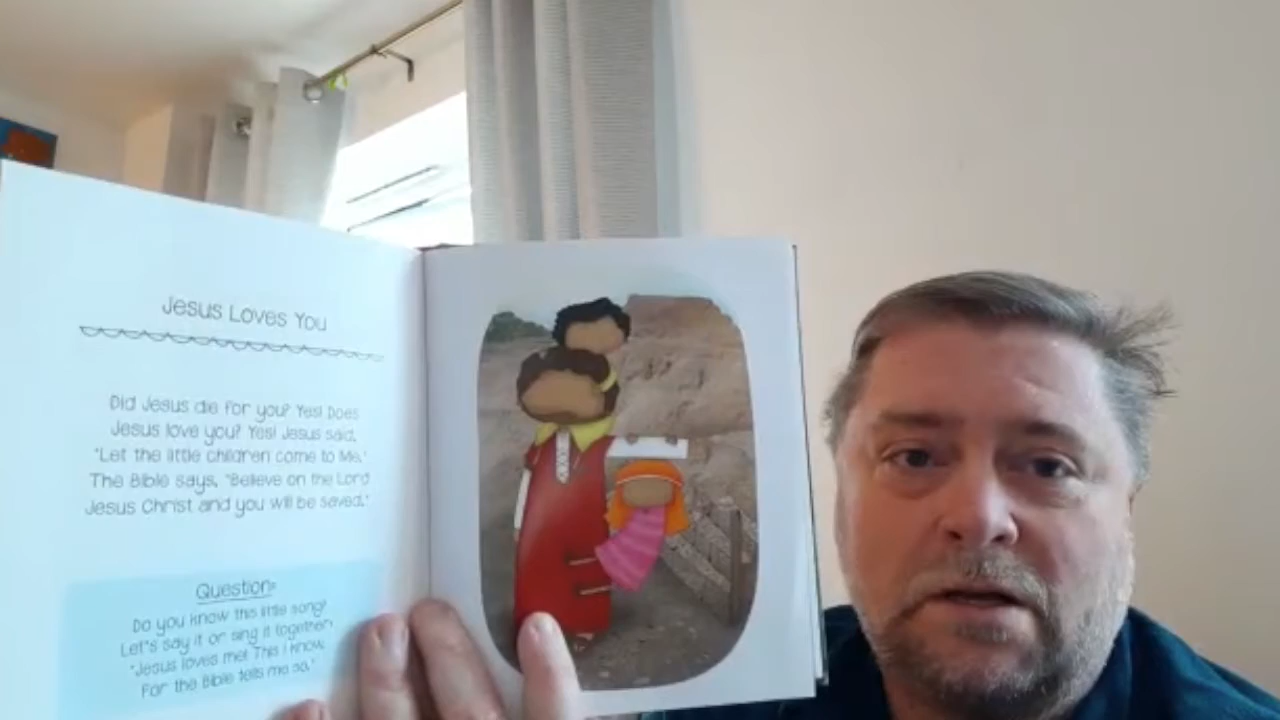 Jesus Loves You
Did Jesus die for you? Yes! Does
Jesus love you? Yes! Jesus said,
"Let the little children come to Me."
The Bible says, "Believe on the Lord
Jesus Christ and you will be saved."
Question:
Do you know this little song?
Let's say it or sing it together:
"Jesus loves me! This I know,
For the Bible tells me so."